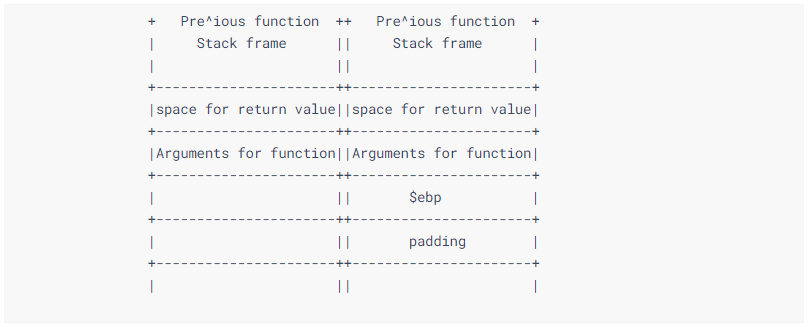 +   Pre^ious function  ++   Pre^ious function  +
|     Stack frame      ||     Stack frame      |
|                      ||                      |
+----------------------++----------------------+
|space for return value||space for return value|
+----------------------++----------------------+
|Arguments for function||Arguments for function|
+----------------------++----------------------+
|                      ||       $ebp           |
+----------------------++----------------------+
|                      ||       padding        |
+----------------------++----------------------+
|                      ||                      |